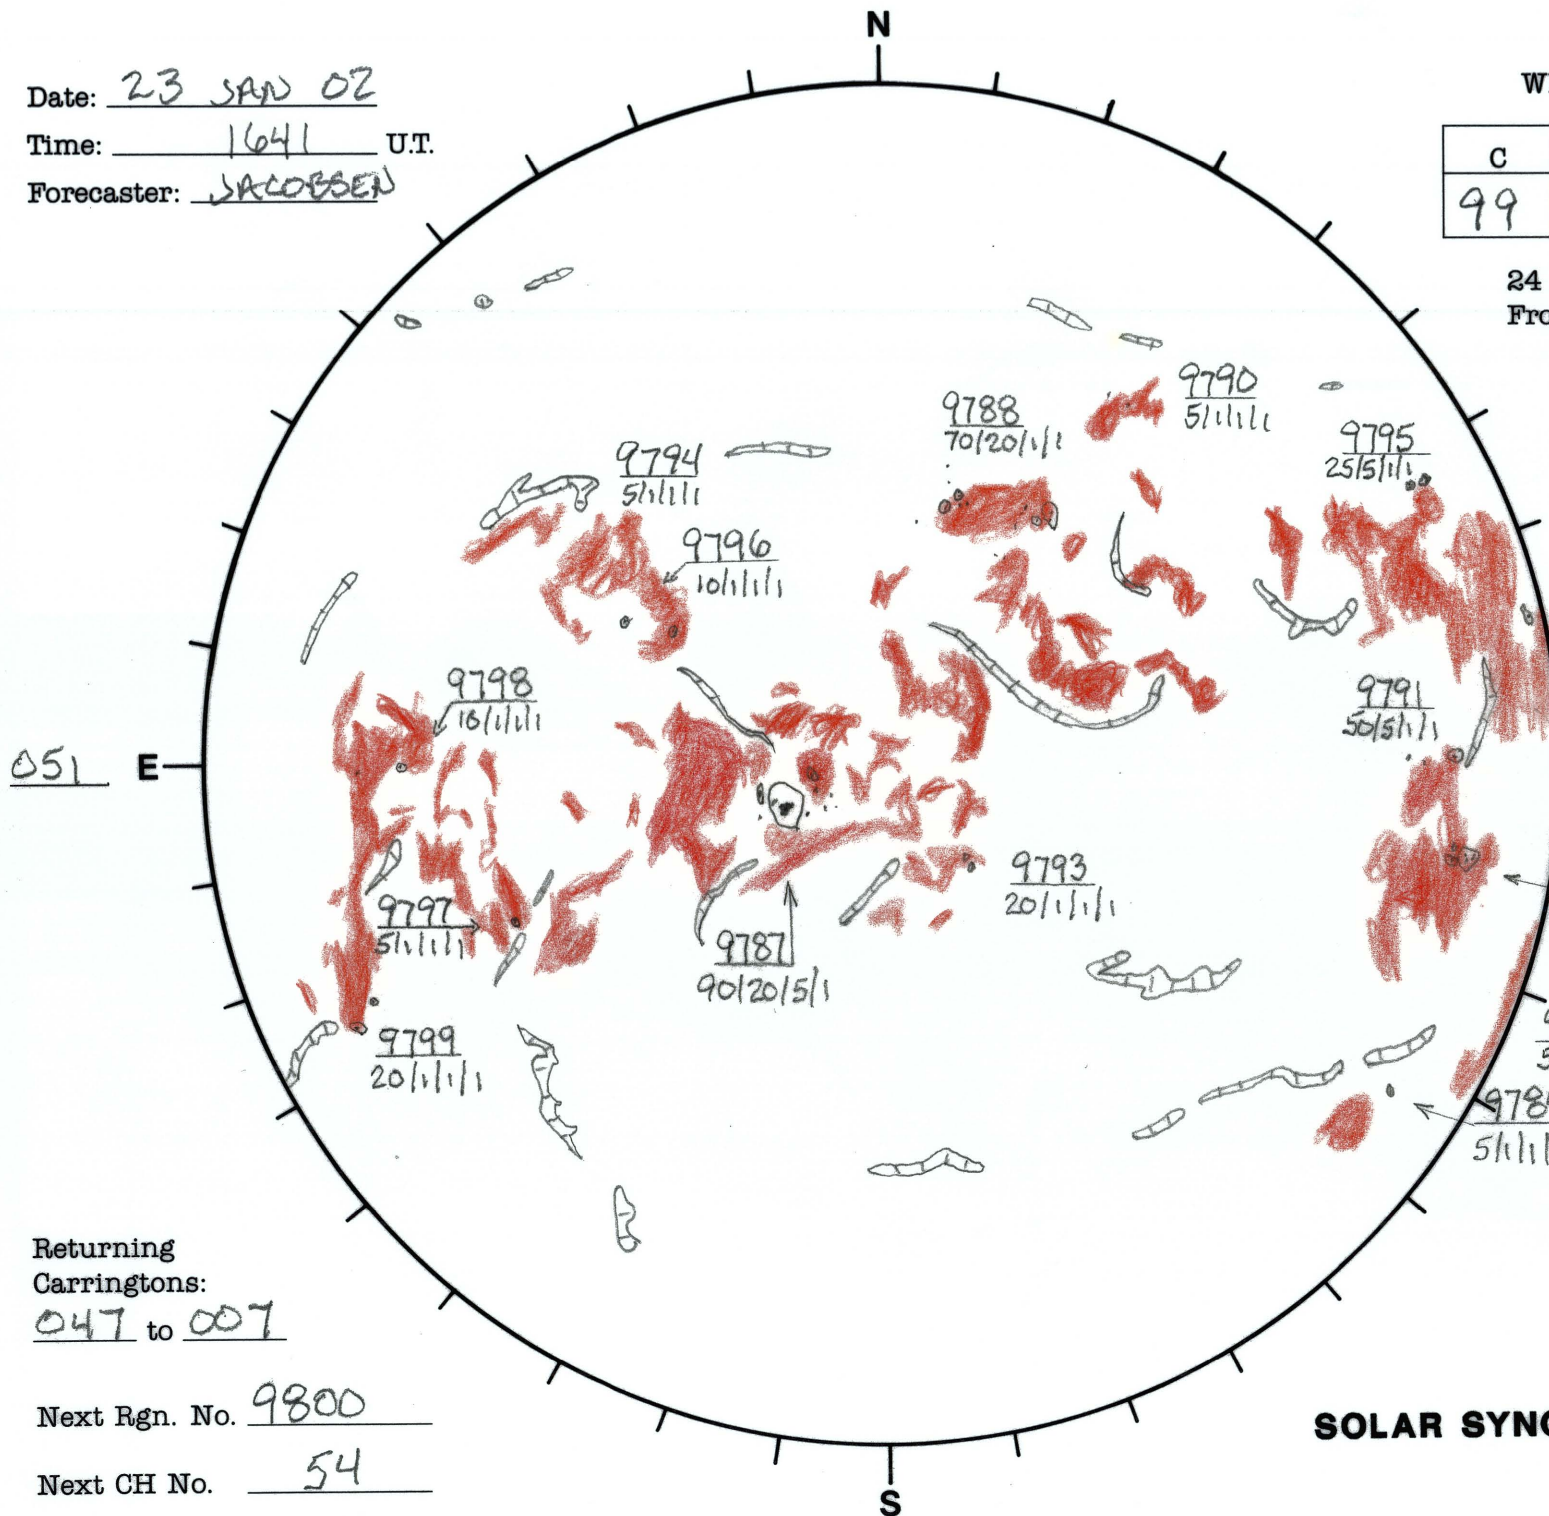 N
Date: 23 JAN 02
Time: 1641 U.T.
Forecaster: JACOBSEN
C
99
24
9790
5/1/1/1
9788
70/20/1/1
9795
25/5/1/1
9794
5/1/1/1
9796
10/1/1/1
9798
10/1/1/1
9791
50/5/1/1
051 E
9793
20/1/1/1
9797
5/1/1/1
9787
90/20/5/1
9799
20/1/1/1
5/1/1/
Returning
Carringtons:
047 to 007
Next Rgn. No. 9800
Next CH No. 54
SOLAR
S